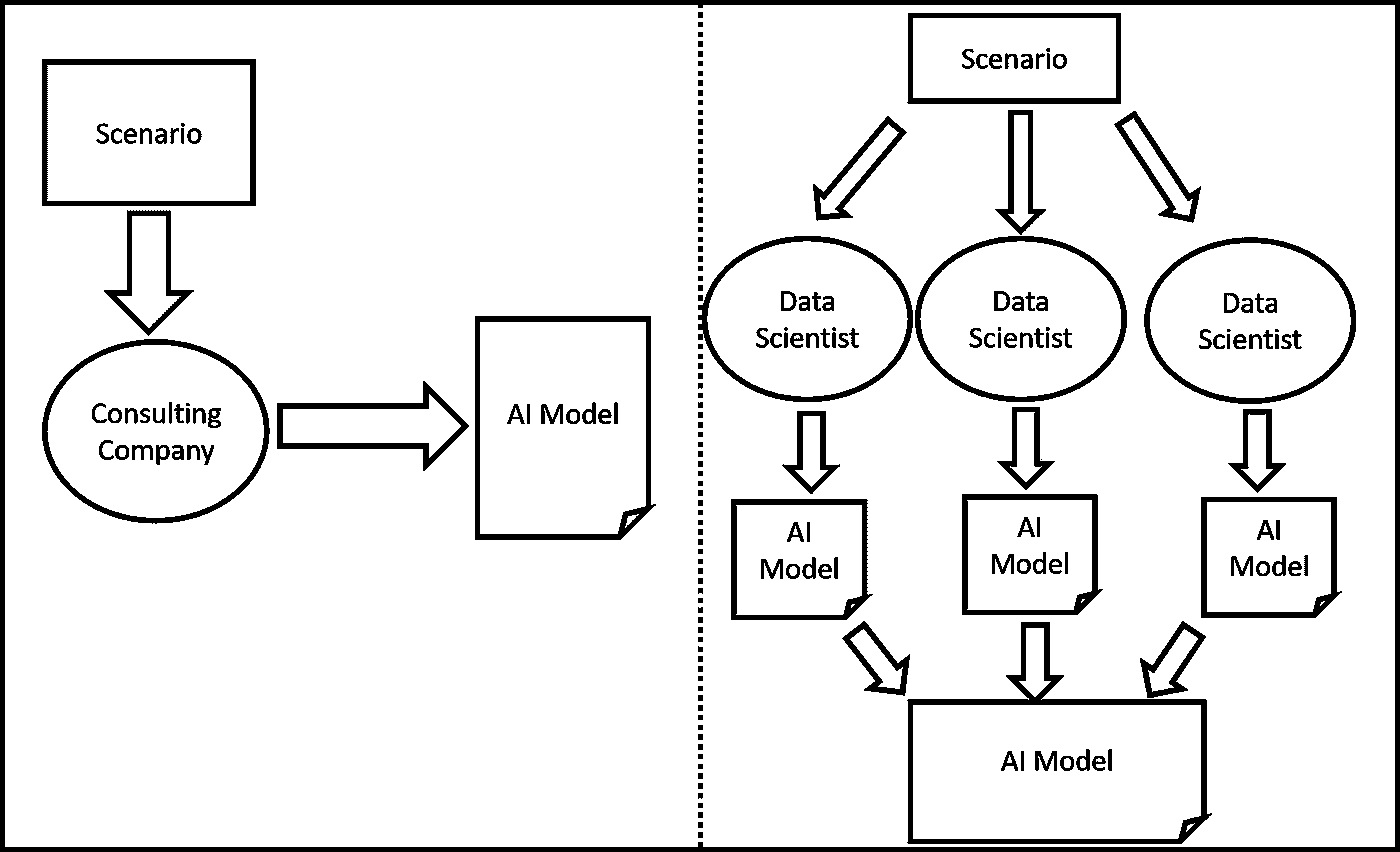 Scenario
Consulting
Company
AI Model
Scenario
Data
Scientist
Data
Scientist
Data
Scientist
AI
Model
AI
Model
AI
Model
AI Model